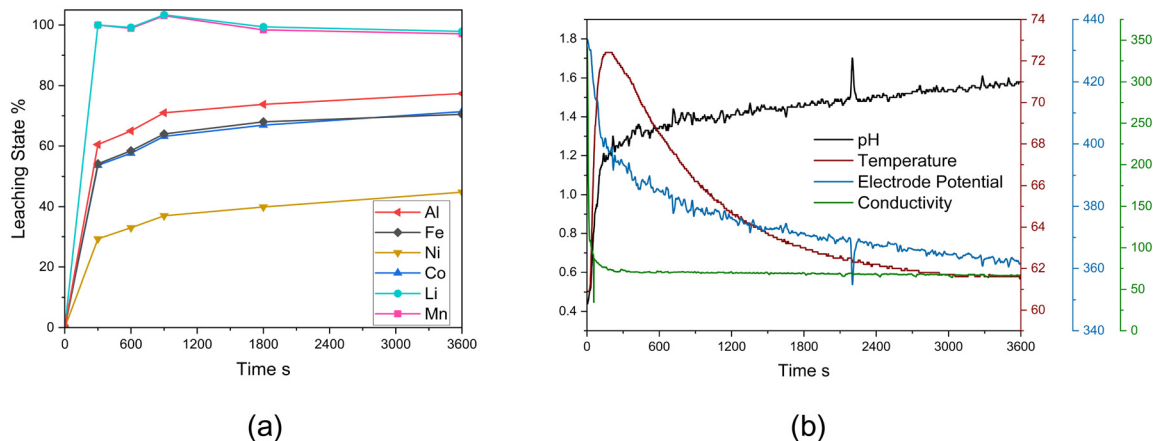 100
80
60
40
20
0
Leaching State %
Al
Fe
Ni
Co
Li
Mn
0 600 1200 1800 2400 3000 3600
Time s
(a)
1.8
1.6
1.4
1.2
1.0
0.8
0.6
0.4
pH
Temperature
Electrode Potential
Conductivity
0 600 1200 1800 2400 3000 3600
Time s
74
72
70
68
66
64
62
60
440
420
400
380
360
340
350
300
250
200
150
100
50
0
(b)